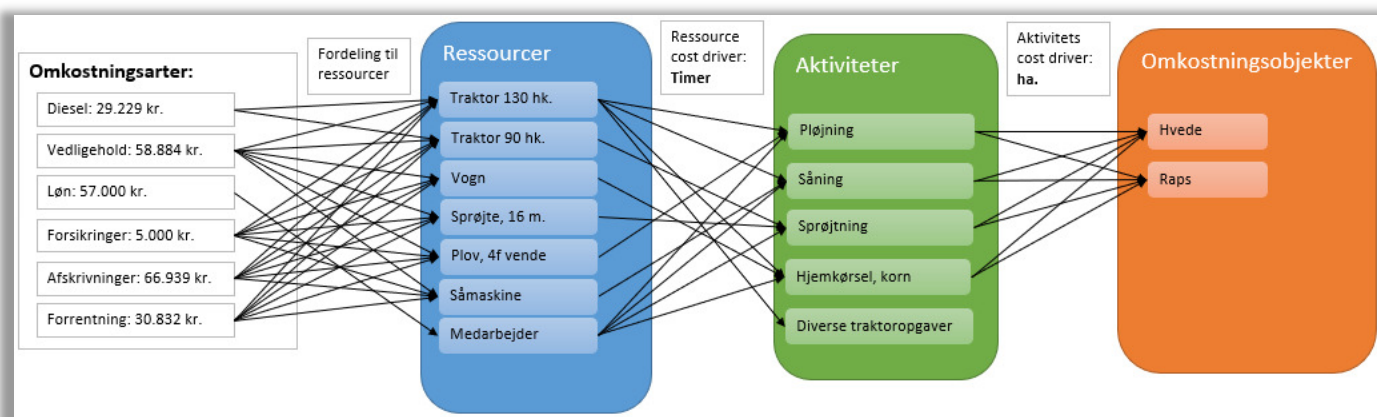 Omkostningsarter:
Diesel: 29.229 kr.
Vedligehold: 58.884 kr.
Løn: 57.000 kr.
Forsikringer: 5.000 kr.
Afskrivninger: 66.939 kr.
Forrentning: 30.832 kr.
Fordeling til
ressourcer
Ressourcer
Traktor 130 hk.
Traktor 90 hk.
Vogn
Sprøjte, 16 m.
Plov, 4f vende
Såmaskine
Medarbejder
Ressource
cost driver:
Timer
Aktiviteter
Pløjning
Såning
Sprøjtning
Hjemkørsel, korn
Diverse traktoropgaver
Aktivitets
cost driver:
ha.
Omkostningsobjekter
Hvede
Raps